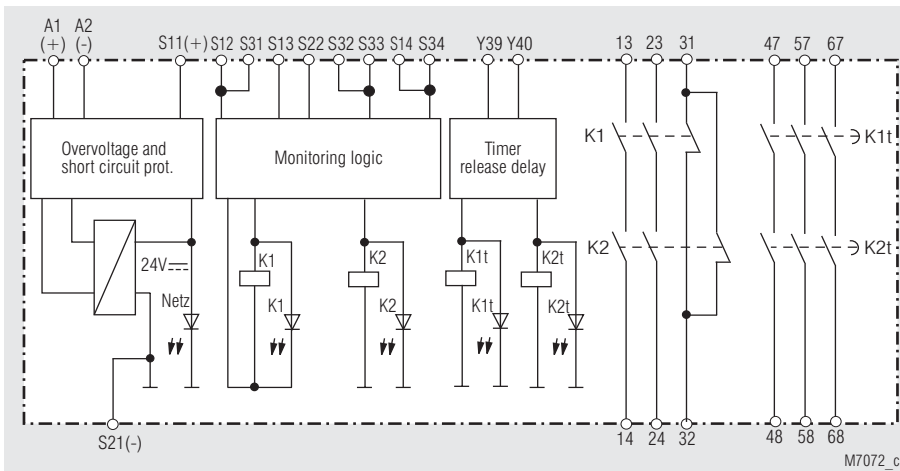 A1 A2
(+) (-) S11(+) S12 S31 S13 S22 S32 S33 S14 S34 Y39 Y40 13 23 31 47 57 67
Overvoltage and
short circuit prot.
Monitoring logic
Timer
release delay
K1 K1t
K2 K2t
24V
K1 K2 K1t K2t
Netz K1 K2 K1t K2t
S21(-) 14 24 32 48 58 68
M7072_c